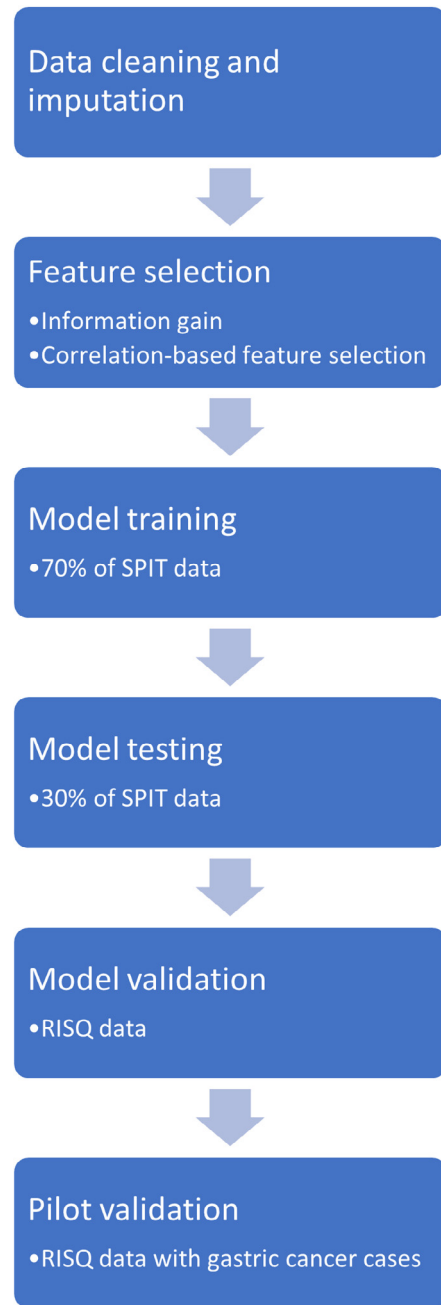 Data cleaning and
imputation
Feature selection
•Information gain
•Correlation-based feature selection
Model training
•70% of SPIT data
Model testing
•30% of SPIT data
Model validation
•RISQ data
Pilot validation
•RISQ data with gastric cancer cases